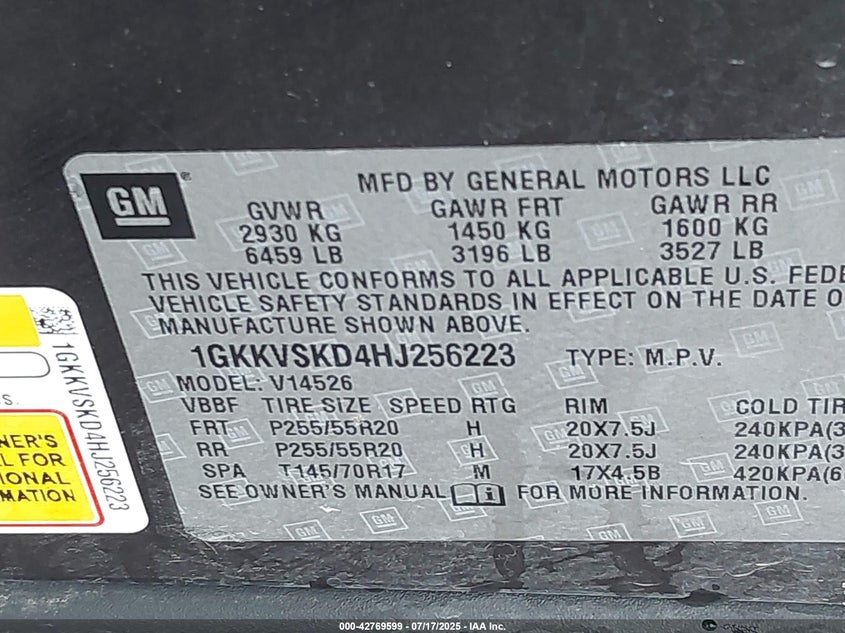 GM
MFD BY GENERAL MOTORS LLC
GVWR GAWR FRT GAWR RR
2930 KG 1450 KG 1600 KG
6459 LB 3196 LB 3527 LB
THIS VEHICLE CONFORMS TO ALL APPLICABLE U.S. FEDE
VEHICLE SAFETY STANDARDS IN EFFECT ON THE DATE O
MANUFACTURE SHOWN ABOVE.
1GKKVSKD4HJ256223 TYPE: M.P.V.
MODEL: V14526
VBBF TIRE SIZE SPEED RTG RIM COLD TIR
FRT P255/55R20 H 20X7.5J 240KPA(3
RR P255/55R20 H 20X7.5J 240KPA(3
SPA T145/70R17 M 17X4.5B 420KPA(6
SEE OWNER'S MANUAL FOR MORE INFORMATION.
1GKKVSKD4HJ256223
S.
NER'S
L FOR
IONAL
MATION
000-42769599 / 07/17/2025 - IAA Inc.